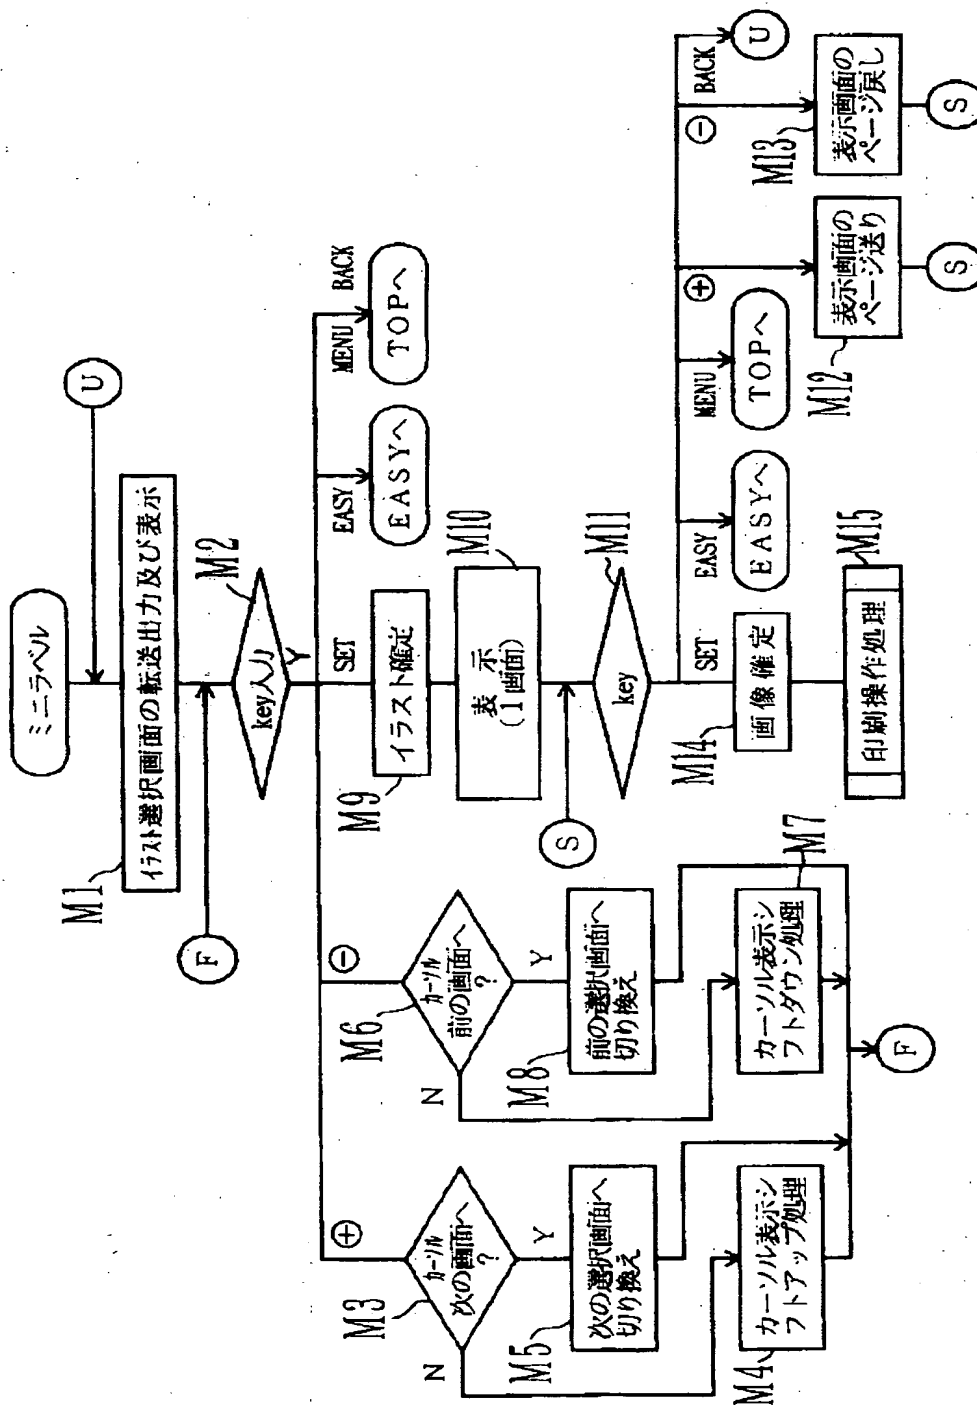 ミニラベル
U
M1
イラスト選択画面の転送出力及び表示
F
M2
key入力
Y
⊕
⊖
SET
EASY
MENU
BACK
M3
カーソル
次の画面へ
?
N
Y
M5
次の選択画面へ
切り換え
M4
カーソル表示シ
フトアップ処理
M6
カーソル
前の画面へ
?
N
Y
M8
前の選択画面へ
切り換え
M7
カーソル表示シ
フトダウン処理
F
M9
イラスト確定
EASYへ
TOPへ
M10
表 示
(1画面)
S
M11
key
SET
EASY
MENU
⊕
⊖
BACK
M14
画像確定
EASYへ
TOPへ
M12
表示画面の
ページ送り
M13
表示画面の
ページ戻し
U
S
S
M15
印刷操作処理